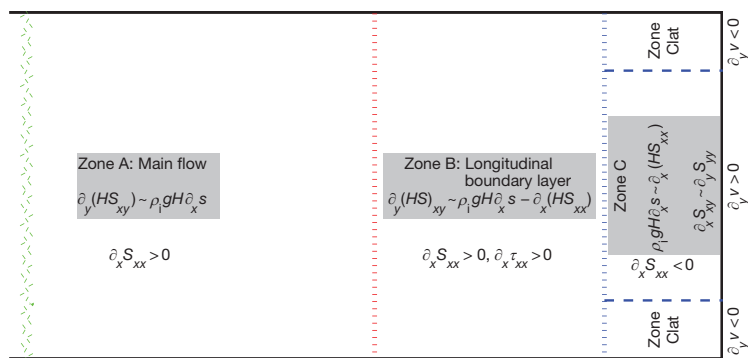 Zone A: Main flow
∂y(HSxy) ~ ρigH∂xs
∂xSxx > 0
Zone B: Longitudinal
boundary layer
∂y(HS)xy ~ ρigH∂xs − ∂x(HSxx)
∂xSxx > 0, ∂xτxx > 0
Zone
Clat
∂yv < 0
Zone C
ρigH∂xs ~ ∂x(HSxx)
∂xSxy ~ ∂ySyy
∂yv > 0
∂xSxx < 0
Zone
Clat
∂yv < 0